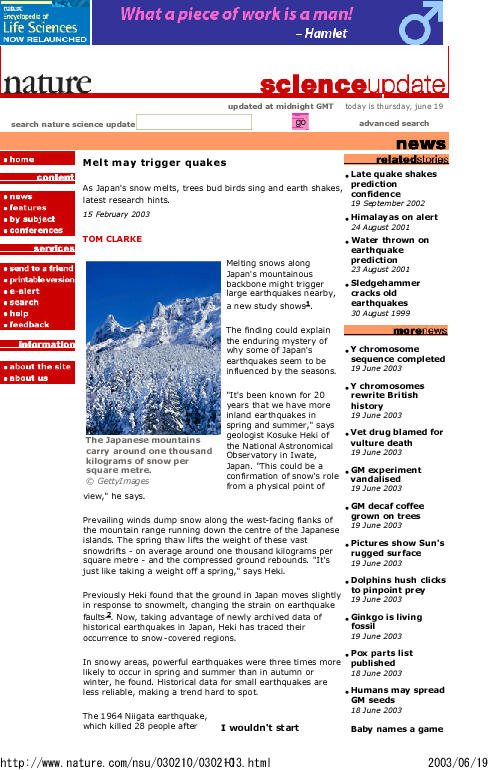 nature
Encyclopedia of
Life Sciences
NOW RELAUNCHED
What a piece of work is a man!
– Hamlet
nature
scienceupdate
updated at midnight GMT today is thursday, june 19
search nature science update
go
advanced search
news
home
content
news
features
by subject
conferences
services
send to a friend
printable version
e-alert
search
help
feedback
information
about the site
about us
Melt may trigger quakes
As Japan's snow melts, trees bud birds sing and earth shakes,
latest research hints.
15 February 2003
TOM CLARKE
Melting snows along
Japan's mountainous
backbone might trigger
large earthquakes nearby,
a new study shows1.
The finding could explain
the enduring mystery of
why some of Japan's
earthquakes seem to be
influenced by the seasons.
"It's been known for 20
years that we have more
inland earthquakes in
spring and summer," says
geologist Kosuke Heki of
the National Astronomical
Observatory in Iwate,
Japan. "This could be a
confirmation of snow's role
from a physical point of
The Japanese mountains
carry around one thousand
kilograms of snow per
square metre.
© GettyImages
view," he says.
Prevailing winds dump snow along the west-facing flanks of
the mountain range running down the centre of the Japanese
islands. The spring thaw lifts the weight of these vast
snowdrifts - on average around one thousand kilograms per
square metre - and the compressed ground rebounds. "It's
just like taking a weight off a spring," says Heki.
Previously Heki found that the ground in Japan moves slightly
in response to snowmelt, changing the strain on earthquake
faults2. Now, taking advantage of newly archived data of
historical earthquakes in Japan, Heki has traced their
occurrence to snow-covered regions.
In snowy areas, powerful earthquakes were three times more
likely to occur in spring and summer than in autumn or
winter, he found. Historical data for small earthquakes are
less reliable, making a trend hard to spot.
The 1964 Niigata earthquake,
which killed 28 people after
I wouldn't start
relatedstories
Late quake shakes
prediction
confidence
19 September 2002
Himalayas on alert
24 August 2001
Water thrown on
earthquake
prediction
23 August 2001
Sledgehammer
cracks old
earthquakes
30 August 1999
morenews
Y chromosome
sequence completed
19 June 2003
Y chromosomes
rewrite British
history
19 June 2003
Vet drug blamed for
vulture death
19 June 2003
GM experiment
vandalised
19 June 2003
GM decaf coffee
grown on trees
19 June 2003
Pictures show Sun's
rugged surface
19 June 2003
Dolphins hush clicks
to pinpoint prey
19 June 2003
Ginkgo is living
fossil
19 June 2003
Pox parts list
published
18 June 2003
Humans may spread
GM seeds
18 June 2003
Baby names a game
http://www.nature.com/nsu/030210/030210-13.html
2003/06/19